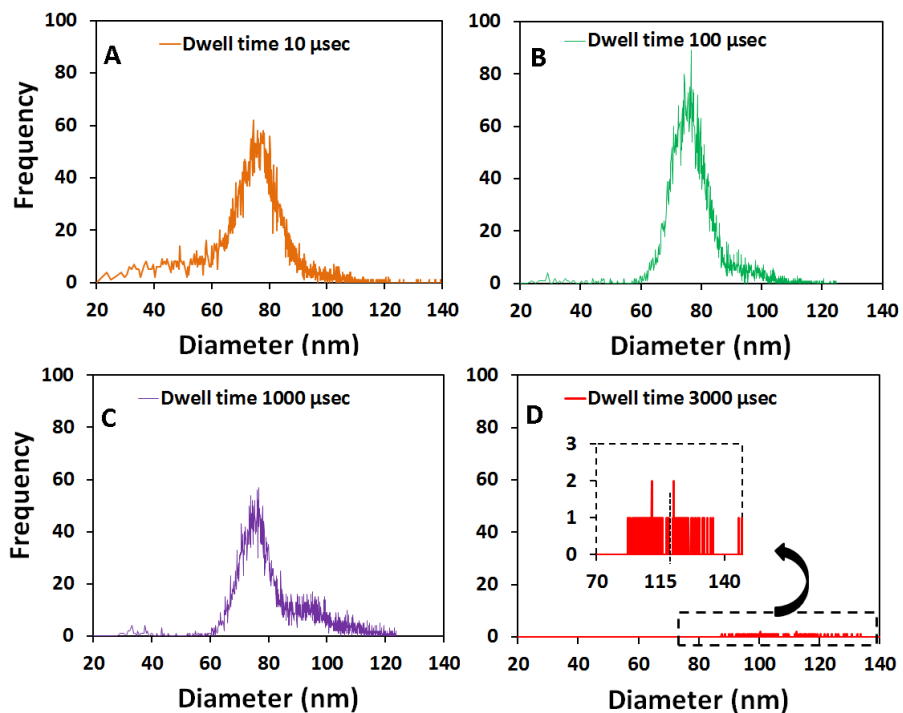 A
Dwell time 10 µsec
100
80
60
40
20
0
Frequency
20 40 60 80 100 120 140
Diameter (nm)
B
Dwell time 100 µsec
100
80
60
40
20
0
20 40 60 80 100 120 140
Diameter (nm)
C
Dwell time 1000 µsec
100
80
60
40
20
0
Frequency
20 40 60 80 100 120 140
Diameter (nm)
D
Dwell time 3000 µsec
100
80
60
40
20
0
3
2
1
0
70 115 140
20 40 60 80 100 120 140
Diameter (nm)